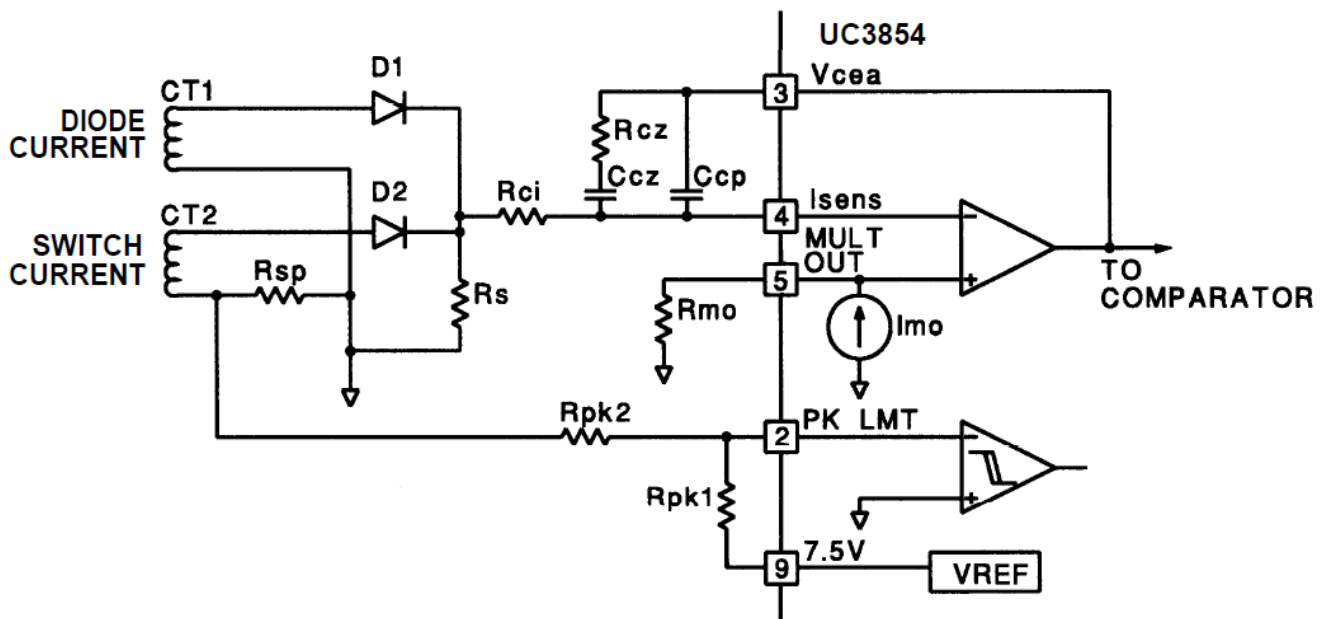 UC3854
CT1
D1
DIODE
CURRENT
3
Vcea
Rcz
Ccz
Ccp
D2
Rci
4
Isens
CT2
MULT
OUT
SWITCH
CURRENT
Rsp
Rs
5
Rmo
Imo
TO
COMPARATOR
Rpk2
2
PK LMT
Rpk1
9
7.5V
VREF